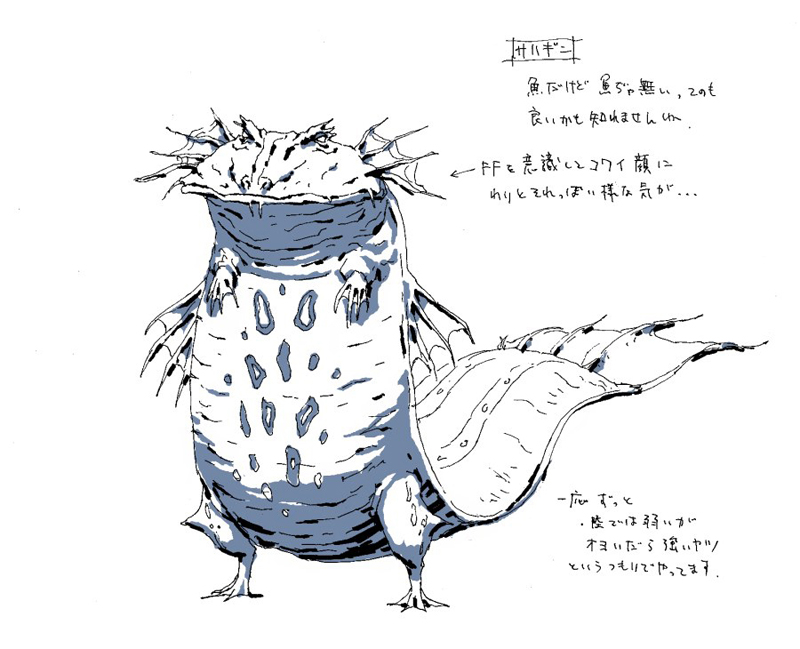 サハギン
魚だけど 魚ぢゃ無い、ってのも
良いかも知れませんね。
←FFを意識してコワイ顔に
わりとそれっぽい様な気が...
一応ずっと
・陸では弱いが
オヨいだら強いヤツ
というつもりでやってます。